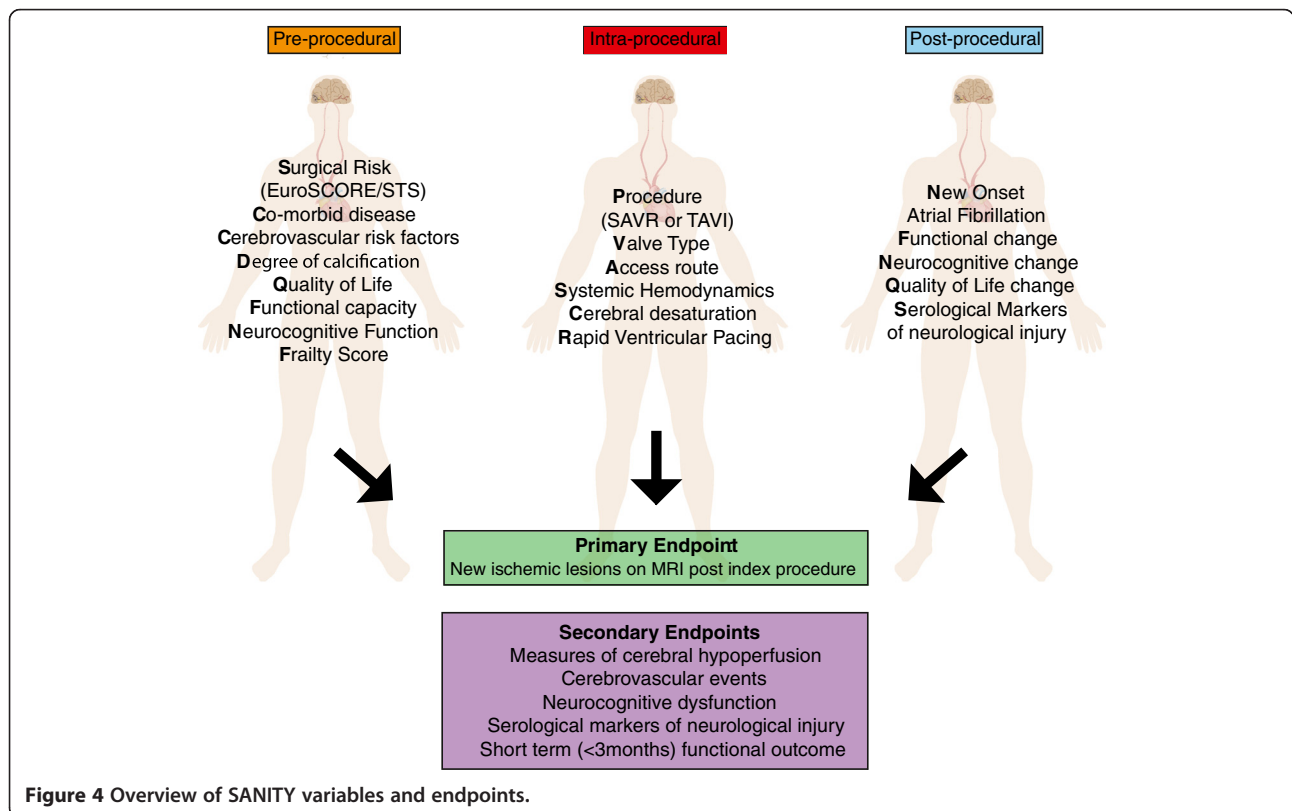 Pre-procedural
Intra-procedural
Post-procedural
Surgical Risk
(EuroSCORE/STS)
Co-morbid disease
Cerebrovascular risk factors
Degree of calcification
Quality of Life
Functional capacity
Neurocognitive Function
Frailty Score
Procedure
(SAVR or TAVI)
Valve Type
Access route
Systemic Hemodynamics
Cerebral desaturation
Rapid Ventricular Pacing
New Onset
Atrial Fibrillation
Functional change
Neurocognitive change
Quality of Life change
Serological Markers
of neurological injury
Primary Endpoint
New ischemic lesions on MRI post index procedure
Secondary Endpoints
Measures of cerebral hypoperfusion
Cerebrovascular events
Neurocognitive dysfunction
Serological markers of neurological injury
Short term (<3months) functional outcome
Figure 4 Overview of SANITY variables and endpoints.